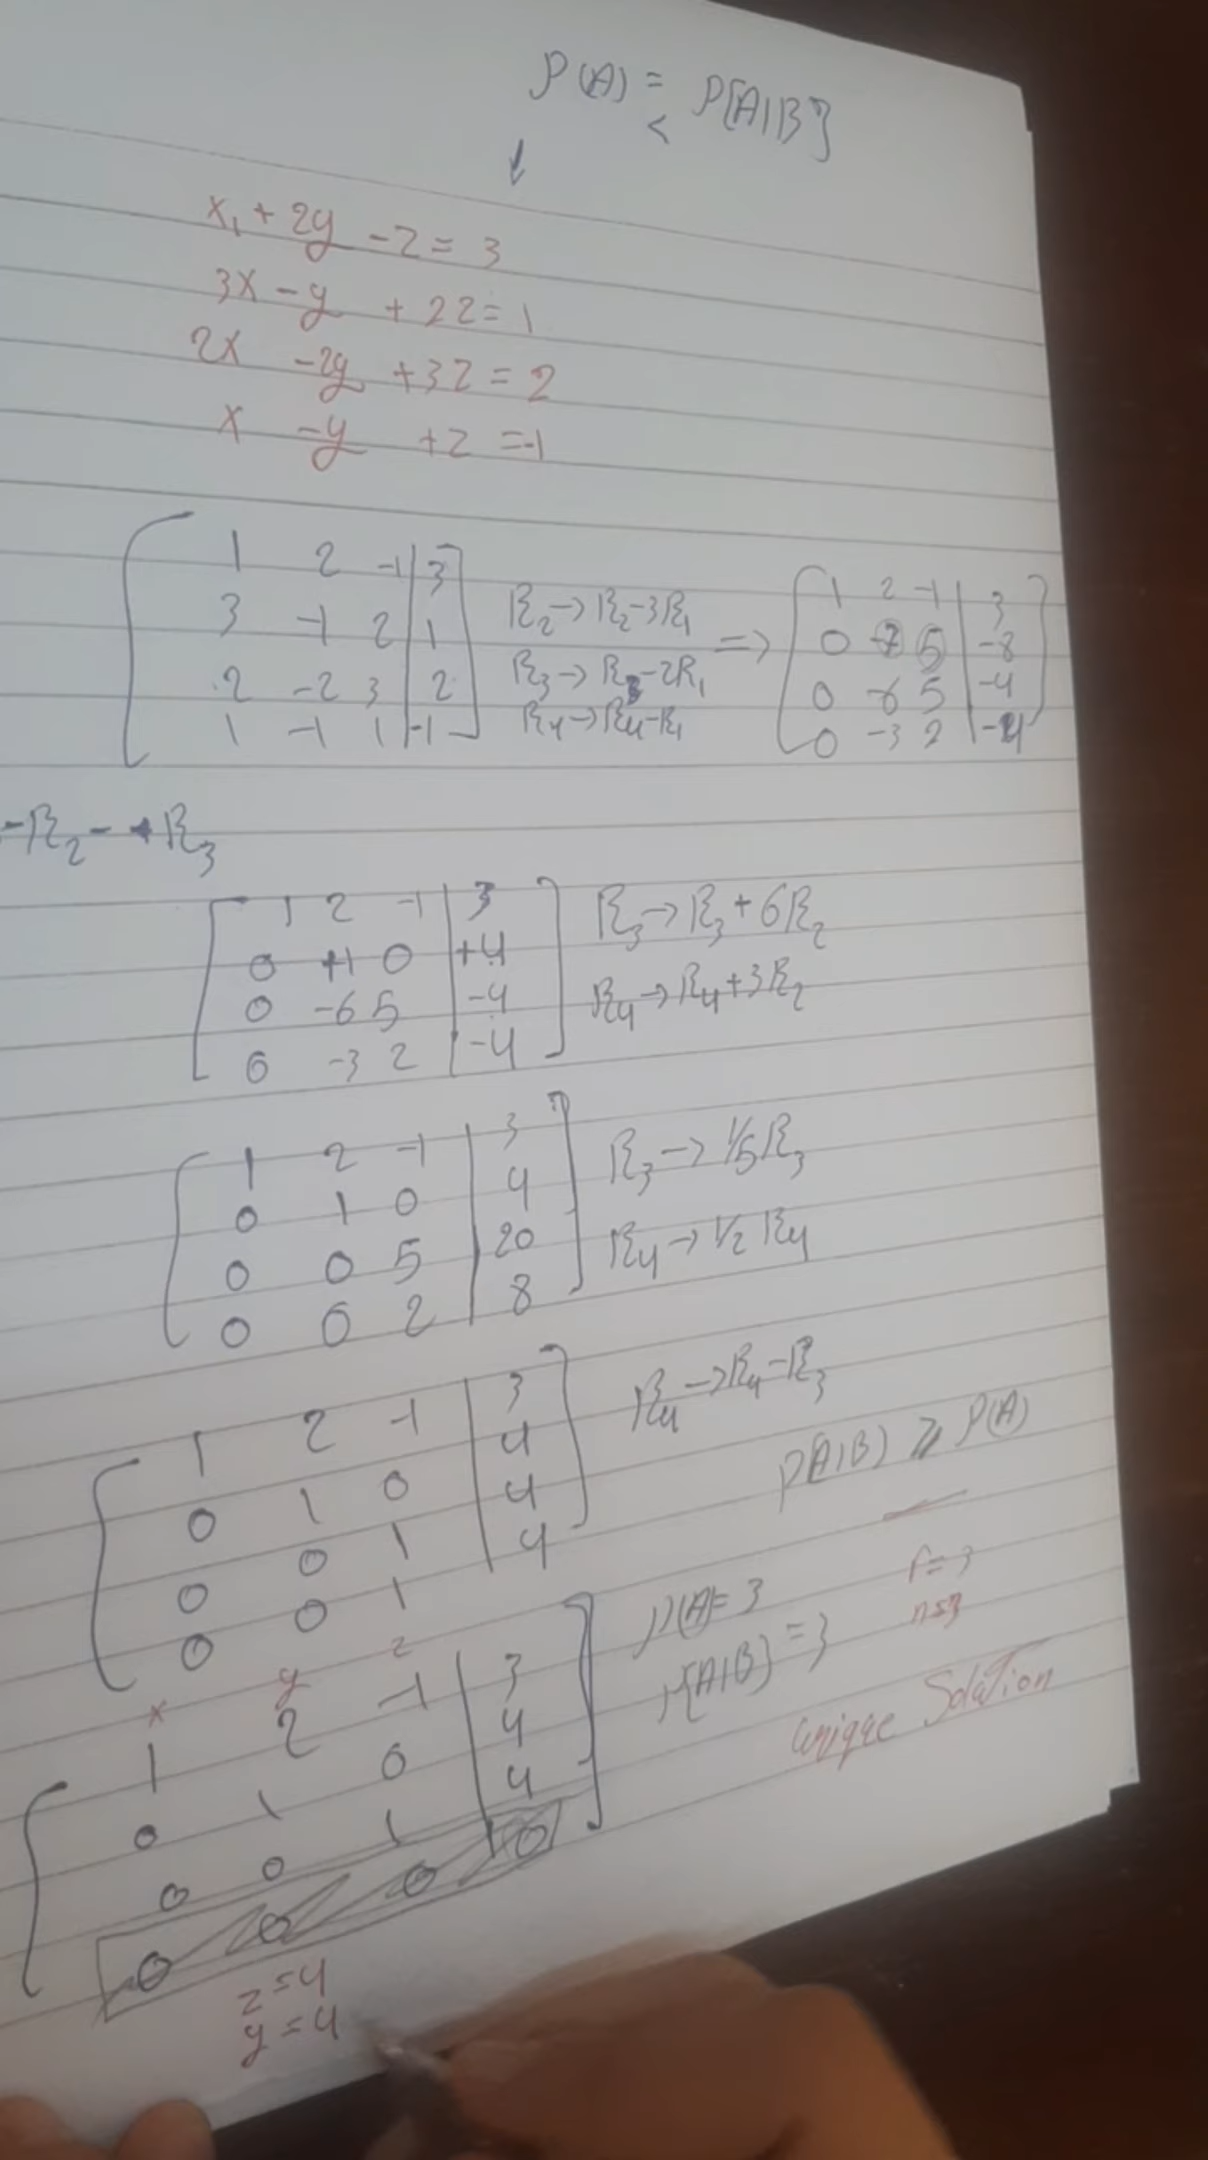 ρ(A) = ρ[A|B]
<
↓
x₁ + 2y - z = 3
3x - y + 2z = 1
2x - 2y + 3z = 2
x - y + z = -1
1 2 -1 | 3
3 -1 2 | 1 R₂ → R₂-3R₁
2 -2 3 | 2 R₃ → R₃-2R₁
1 -1 1 | -1 R₄ → R₄-R₁
⇒
1 2 -1 | 3
0 -7 5 | -8
0 -6 5 | -4
0 -3 2 | -4
-R₂ - R₃
1 2 -1 | 3 R₃ → R₃ + 6R₂
0 +1 0 | +4
0 -6 5 | -4 R₄ → R₄ + 3R₂
0 -3 2 | -4
1 2 -1 | 3 R₃ → 1/5 R₃
0 1 0 | 4
0 0 5 | 20 R₄ → 1/2 R₄
0 0 2 | 8
1 2 -1 | 3 R₄ → R₄ - R₃
0 1 0 | 4 ρ(A|B) ⩾ ρ(A)
0 0 1 | 4
0 0 1 | 4
x y z
1 2 -1 | 3 ρ(A) = 3 r = 3
0 1 0 | 4 ρ[A|B] = 3 n=3
0 0 1 | 4 unique Solution
0 0 0 | 0
z = 4
y = 4